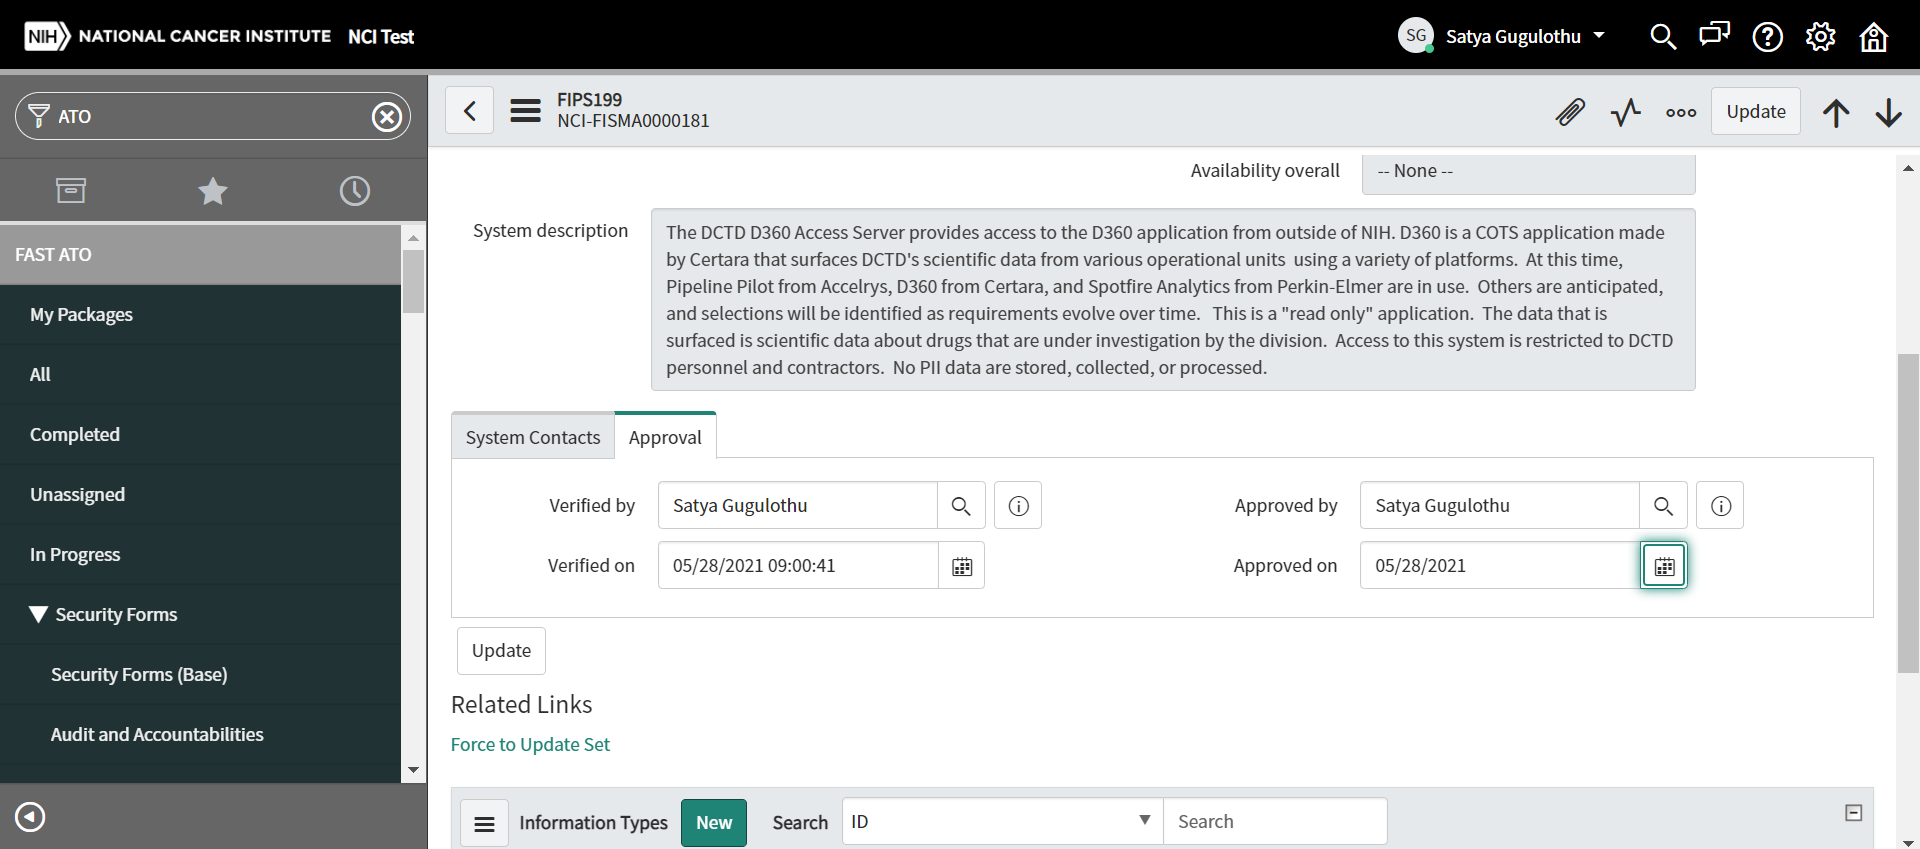 NIH NATIONAL CANCER INSTITUTE NCI Test
SG Satya Gugulothu
ATO
FAST ATO
My Packages
All
Completed
Unassigned
In Progress
Security Forms
Security Forms (Base)
Audit and Accountabilities
FIPS199
NCI-FISMA0000181
Update
Availability overall -- None --
System description
The DCTD D360 Access Server provides access to the D360 application from outside of NIH. D360 is a COTS application made
by Certara that surfaces DCTD's scientific data from various operational units  using a variety of platforms.  At this time,
Pipeline Pilot from Accelrys, D360 from Certara, and Spotfire Analytics from Perkin-Elmer are in use.  Others are anticipated,
and selections will be identified as requirements evolve over time.   This is a "read only" application.  The data that is
surfaced is scientific data about drugs that are under investigation by the division.  Access to this system is restricted to DCTD
personnel and contractors.  No PII data are stored, collected, or processed.
System Contacts Approval
Verified by Satya Gugulothu Approved by Satya Gugulothu
Verified on 05/28/2021 09:00:41 Approved on 05/28/2021
Update
Related Links
Force to Update Set
Information Types New Search ID Search